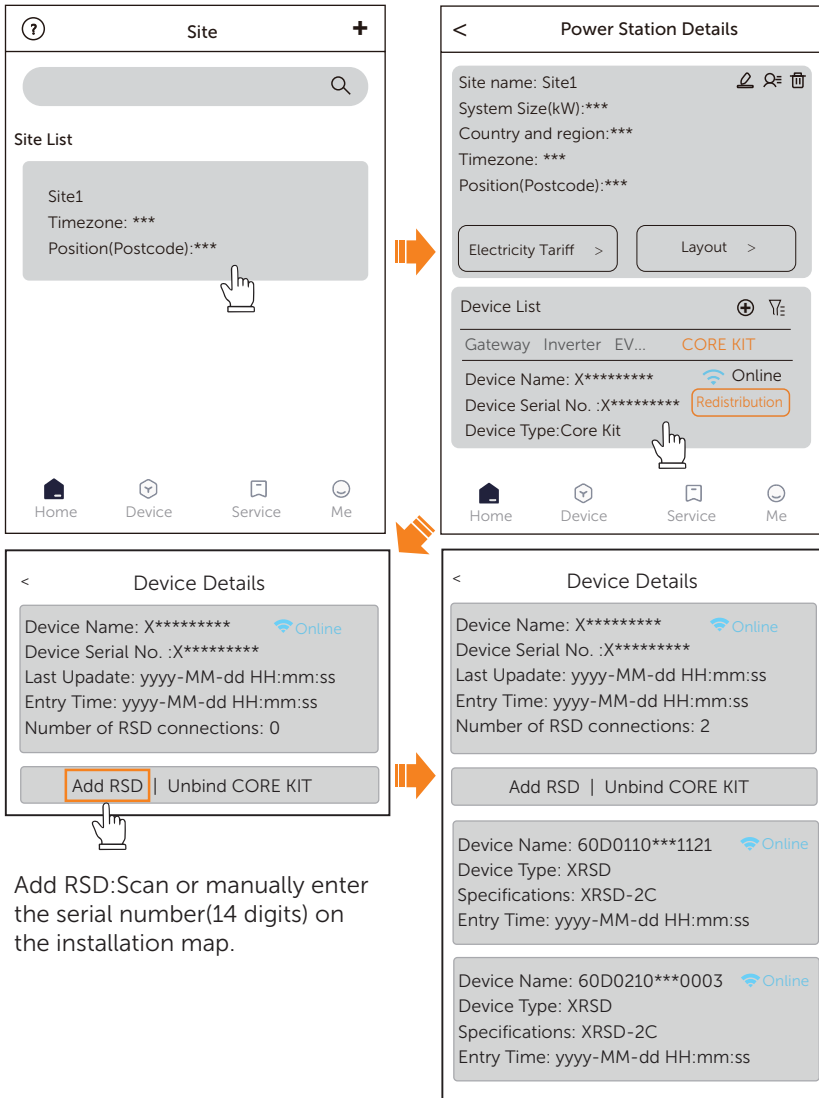 ?
Site
+
Site List
Site1
Timezone: ***
Position(Postcode):***
Home Device Service Me
< Power Station Details
Site name: Site1
System Size(kW):***
Country and region:***
Timezone: ***
Position(Postcode):***
Electricity Tariff > Layout >
Device List
Gateway Inverter EV... CORE KIT
Device Name: X********* Online
Device Serial No. :X********* Redistribution
Device Type:Core Kit
Home Device Service Me
< Device Details
Device Name: X********* Online
Device Serial No. :X*********
Last Upadate: yyyy-MM-dd HH:mm:ss
Entry Time: yyyy-MM-dd HH:mm:ss
Number of RSD connections: 0
Add RSD | Unbind CORE KIT
Add RSD:Scan or manually enter
the serial number(14 digits) on
the installation map.
< Device Details
Device Name: X********* Online
Device Serial No. :X*********
Last Upadate: yyyy-MM-dd HH:mm:ss
Entry Time: yyyy-MM-dd HH:mm:ss
Number of RSD connections: 2
Add RSD | Unbind CORE KIT
Device Name: 60D0110***1121 Online
Device Type: XRSD
Specifications: XRSD-2C
Entry Time: yyyy-MM-dd HH:mm:ss
Device Name: 60D0210***0003 Online
Device Type: XRSD
Specifications: XRSD-2C
Entry Time: yyyy-MM-dd HH:mm:ss